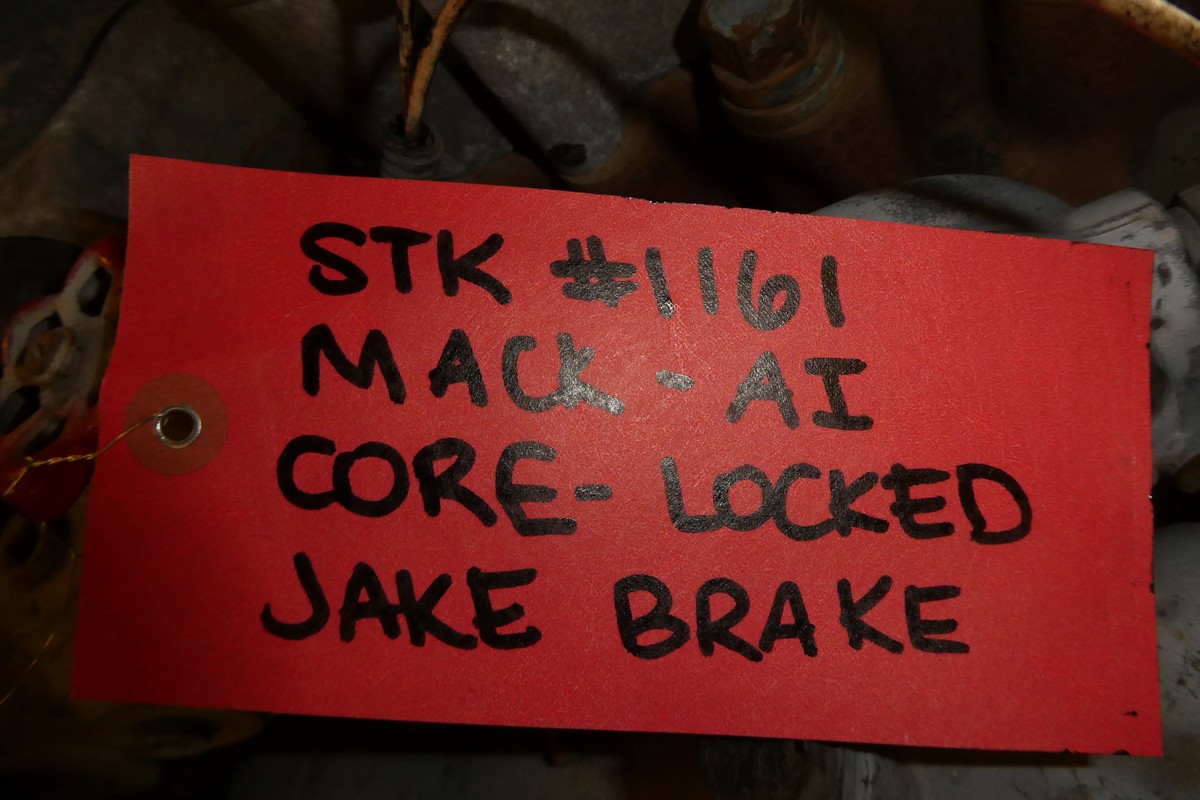 STK #1161
MACK - AI
CORE - LOCKED
JAKE BRAKE